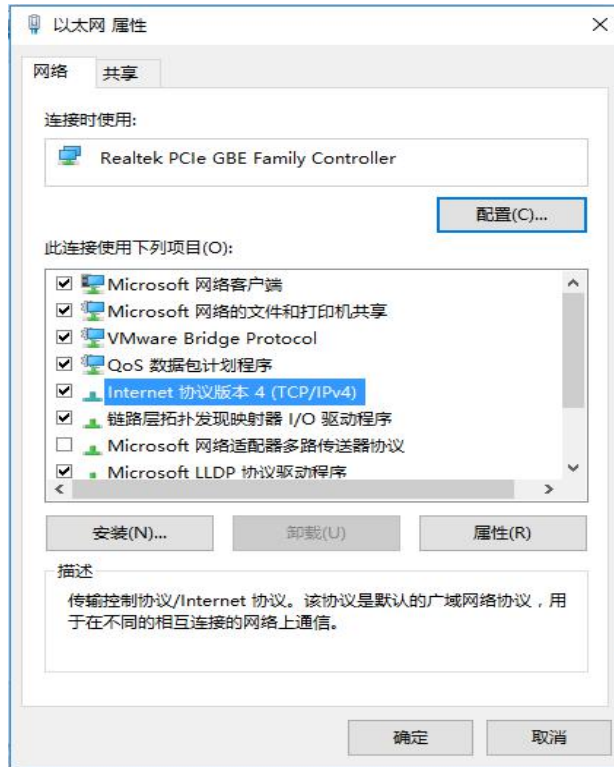 以太网 属性
网络
共享
连接时使用:
Realtek PCIe GBE Family Controller
配置(C)...
此连接使用下列项目(O):
Microsoft 网络客户端
Microsoft 网络的文件和打印机共享
VMware Bridge Protocol
QoS 数据包计划程序
Internet 协议版本 4 (TCP/IPv4)
链路层拓扑发现映射器 I/O 驱动程序
Microsoft 网络适配器多路传送器协议
Microsoft LLDP 协议驱动程序
安装(N)...
卸载(U)
属性(R)
描述
传输控制协议/Internet 协议。该协议是默认的广域网络协议，用
于在不同的相互连接的网络上通信。
确定
取消